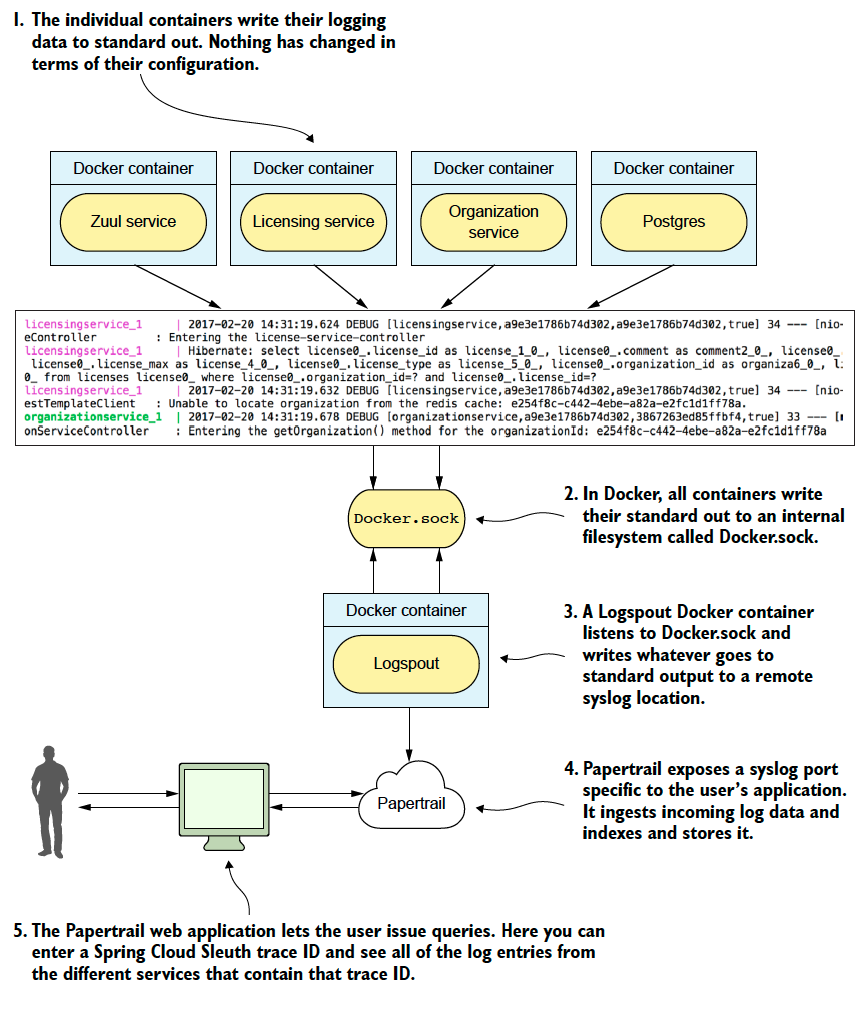 1. The individual containers write their logging
data to standard out. Nothing has changed in
terms of their configuration.
Docker container
Docker container
Docker container
Docker container
Zuul service
Licensing service
Organization
service
Postgres
licensingservice_1 | 2017-02-20 14:31:19.624 DEBUG [licensingservice,a9e3e1786b74d302,a9e3e1786b74d302,true] 34 --- [nio-
eController : Entering the license-service-controller
licensingservice_1 | Hibernate: select license0_.license_id as license_1_0_, license0_.comment as comment2_0_, license0_
license0_.license_max as license_4_0_, license0_.license_type as license_5_0_, license0_.organization_id as organiza6_0_, li
0_ from licenses license0_ where license0_.organization_id=? and license0_.license_id=?
licensingservice_1 | 2017-02-20 14:31:19.632 DEBUG [licensingservice,a9e3e1786b74d302,a9e3e1786b74d302,true] 34 --- [nio-
estTemplateClient : Unable to locate organization from the redis cache: e254f8c-c442-4ebe-a82a-e2fc1d1ff78a.
organizationservice_1 | 2017-02-20 14:31:19.678 DEBUG [organizationservice,a9e3e1786b74d302,3867263ed85ffbf4,true] 33 --- [
onServiceController : Entering the getOrganization() method for the organizationId: e254f8c-c442-4ebe-a82a-e2fc1d1ff78a
Docker.sock
2. In Docker, all containers write
their standard out to an internal
filesystem called Docker.sock.
Docker container
Logspout
3. A Logspout Docker container
listens to Docker.sock and
writes whatever goes to
standard output to a remote
syslog location.
Papertrail
4. Papertrail exposes a syslog port
specific to the user's application.
It ingests incoming log data and
indexes and stores it.
5. The Papertrail web application lets the user issue queries. Here you can
enter a Spring Cloud Sleuth trace ID and see all of the log entries from
the different services that contain that trace ID.